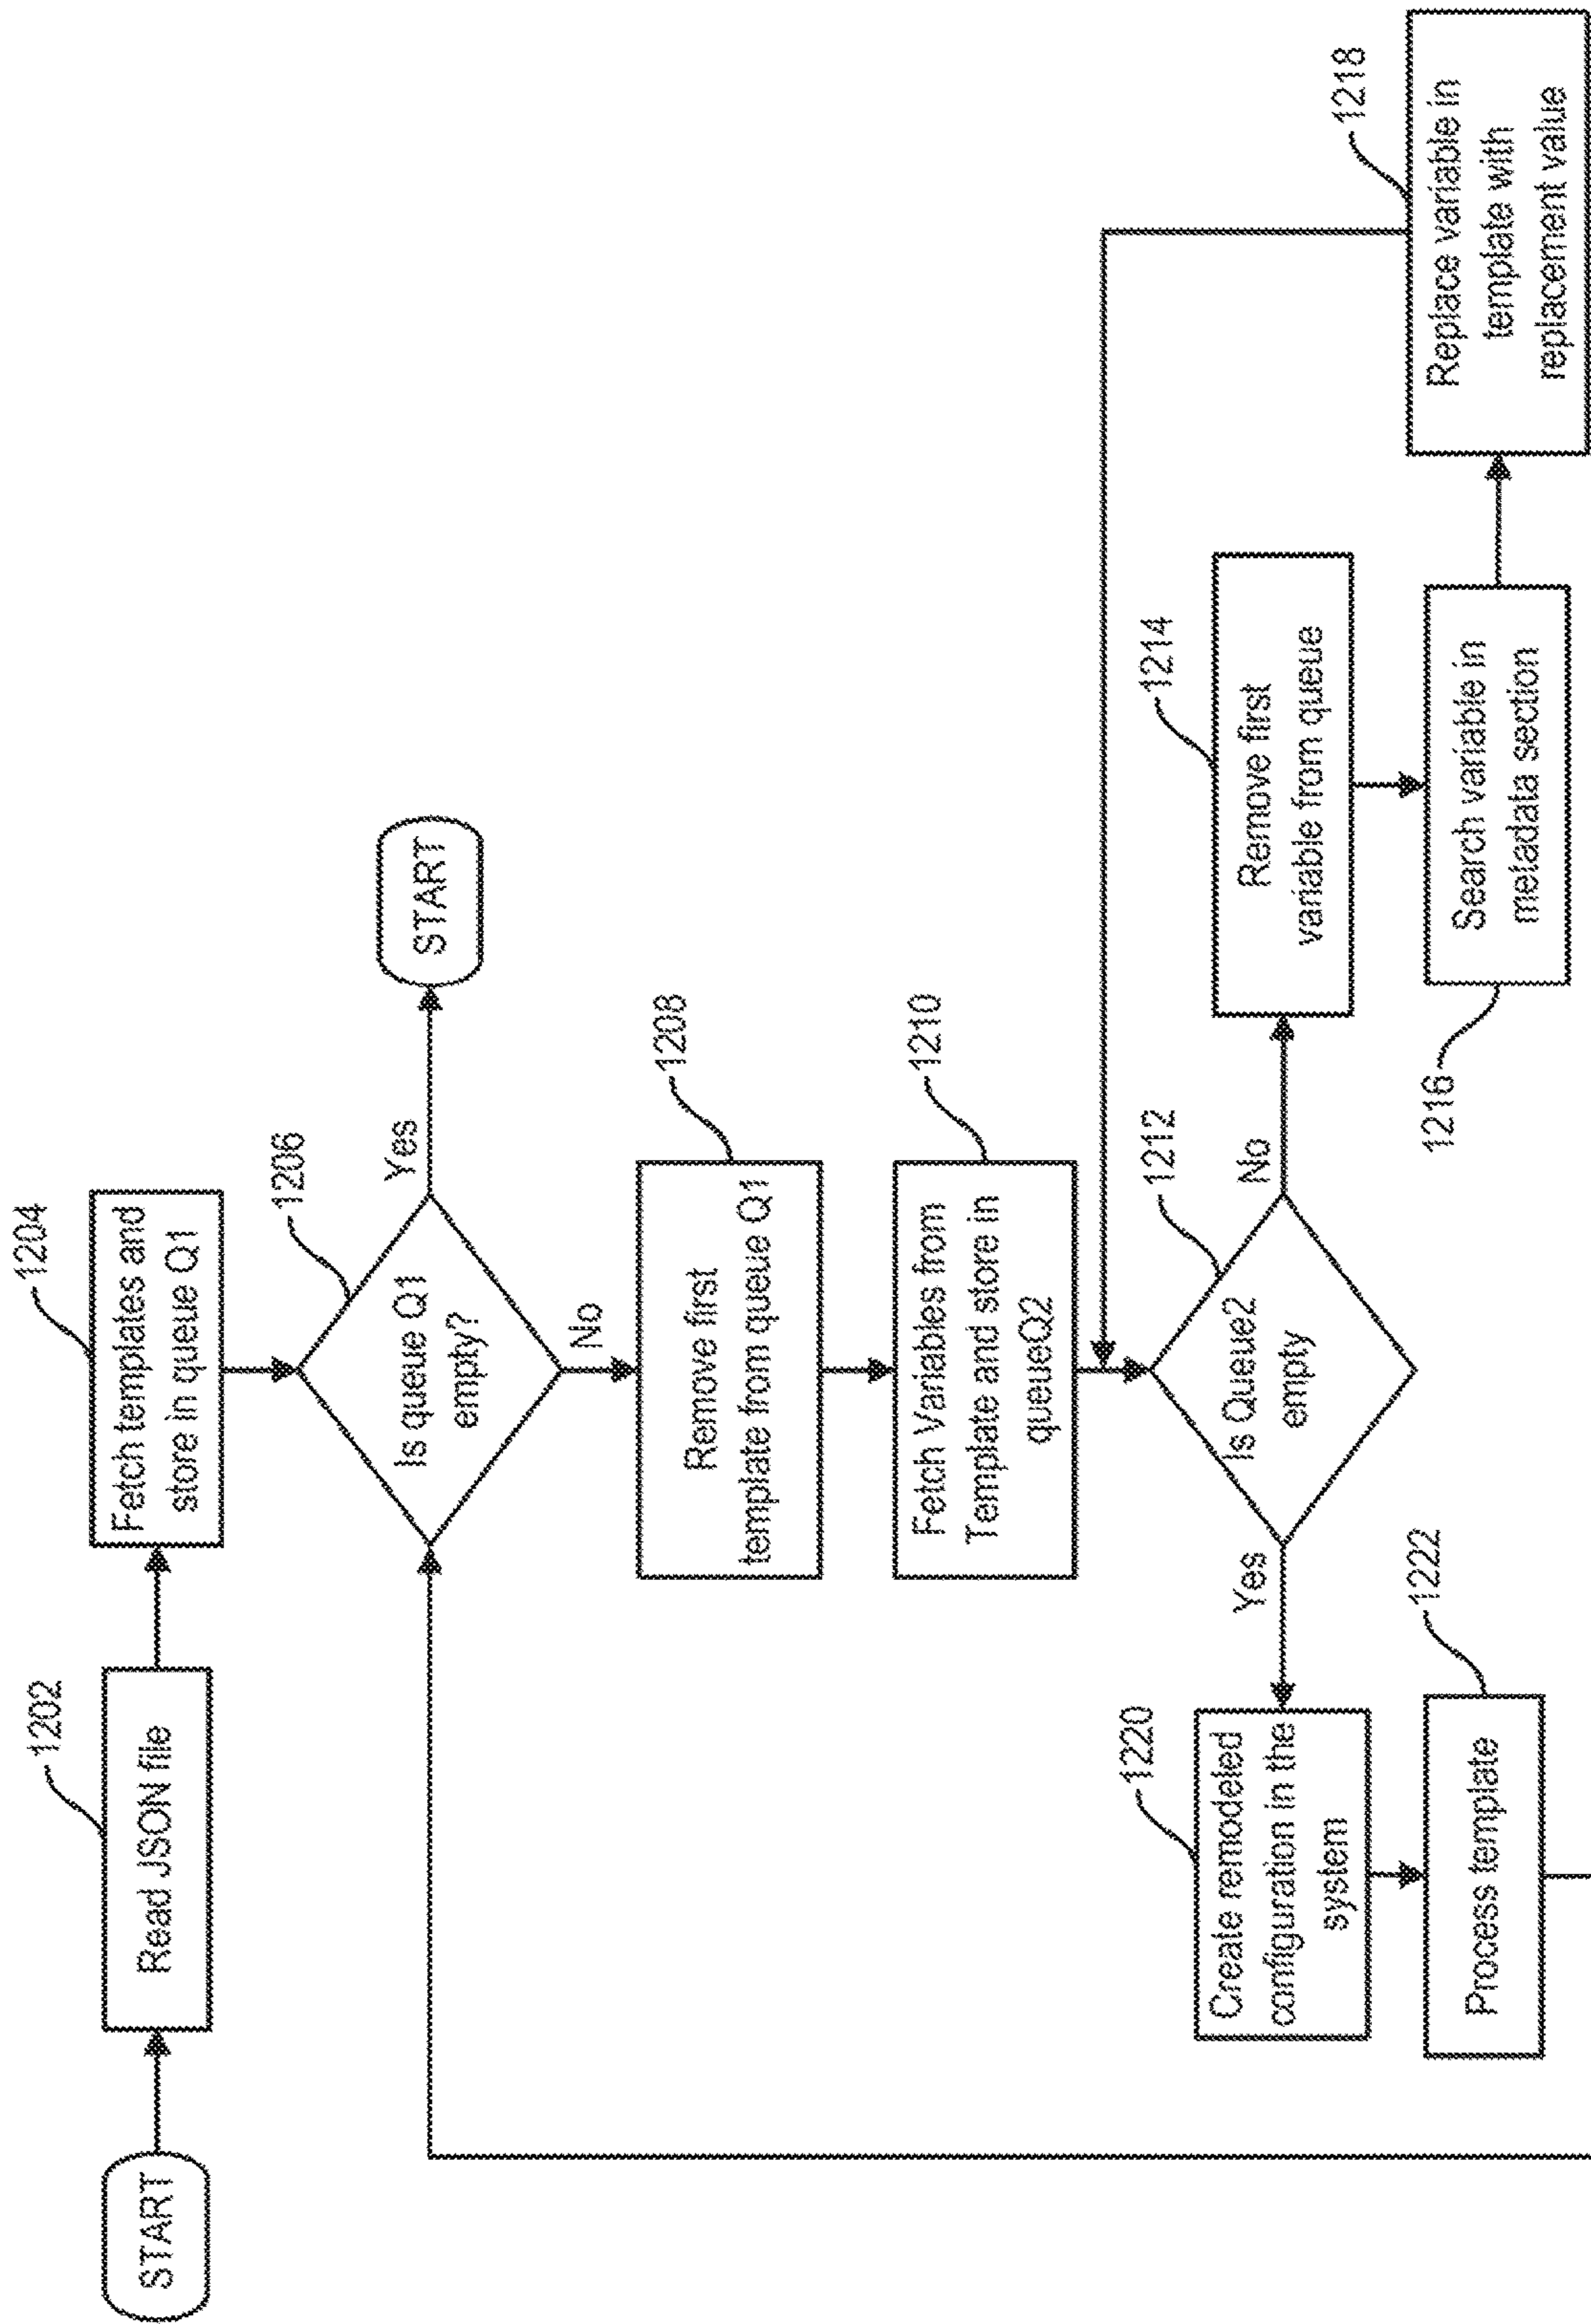 START
1202
Read JSON file
1204
Fetch templates and
store in queue Q1
1206
Is queue Q1
empty?
Yes
START
No
1208
Remove first
template from queue Q1
1210
Fetch Variables from
Template and store in
queueQ2
1212
Is Queue2
empty
No
1214
Remove first
variable from queue
1216
Search variable in
metadata section
1218
Replace variable in
template with
replacement value
Yes
1220
Create remodeled
configuration in the
system
1222
Process template